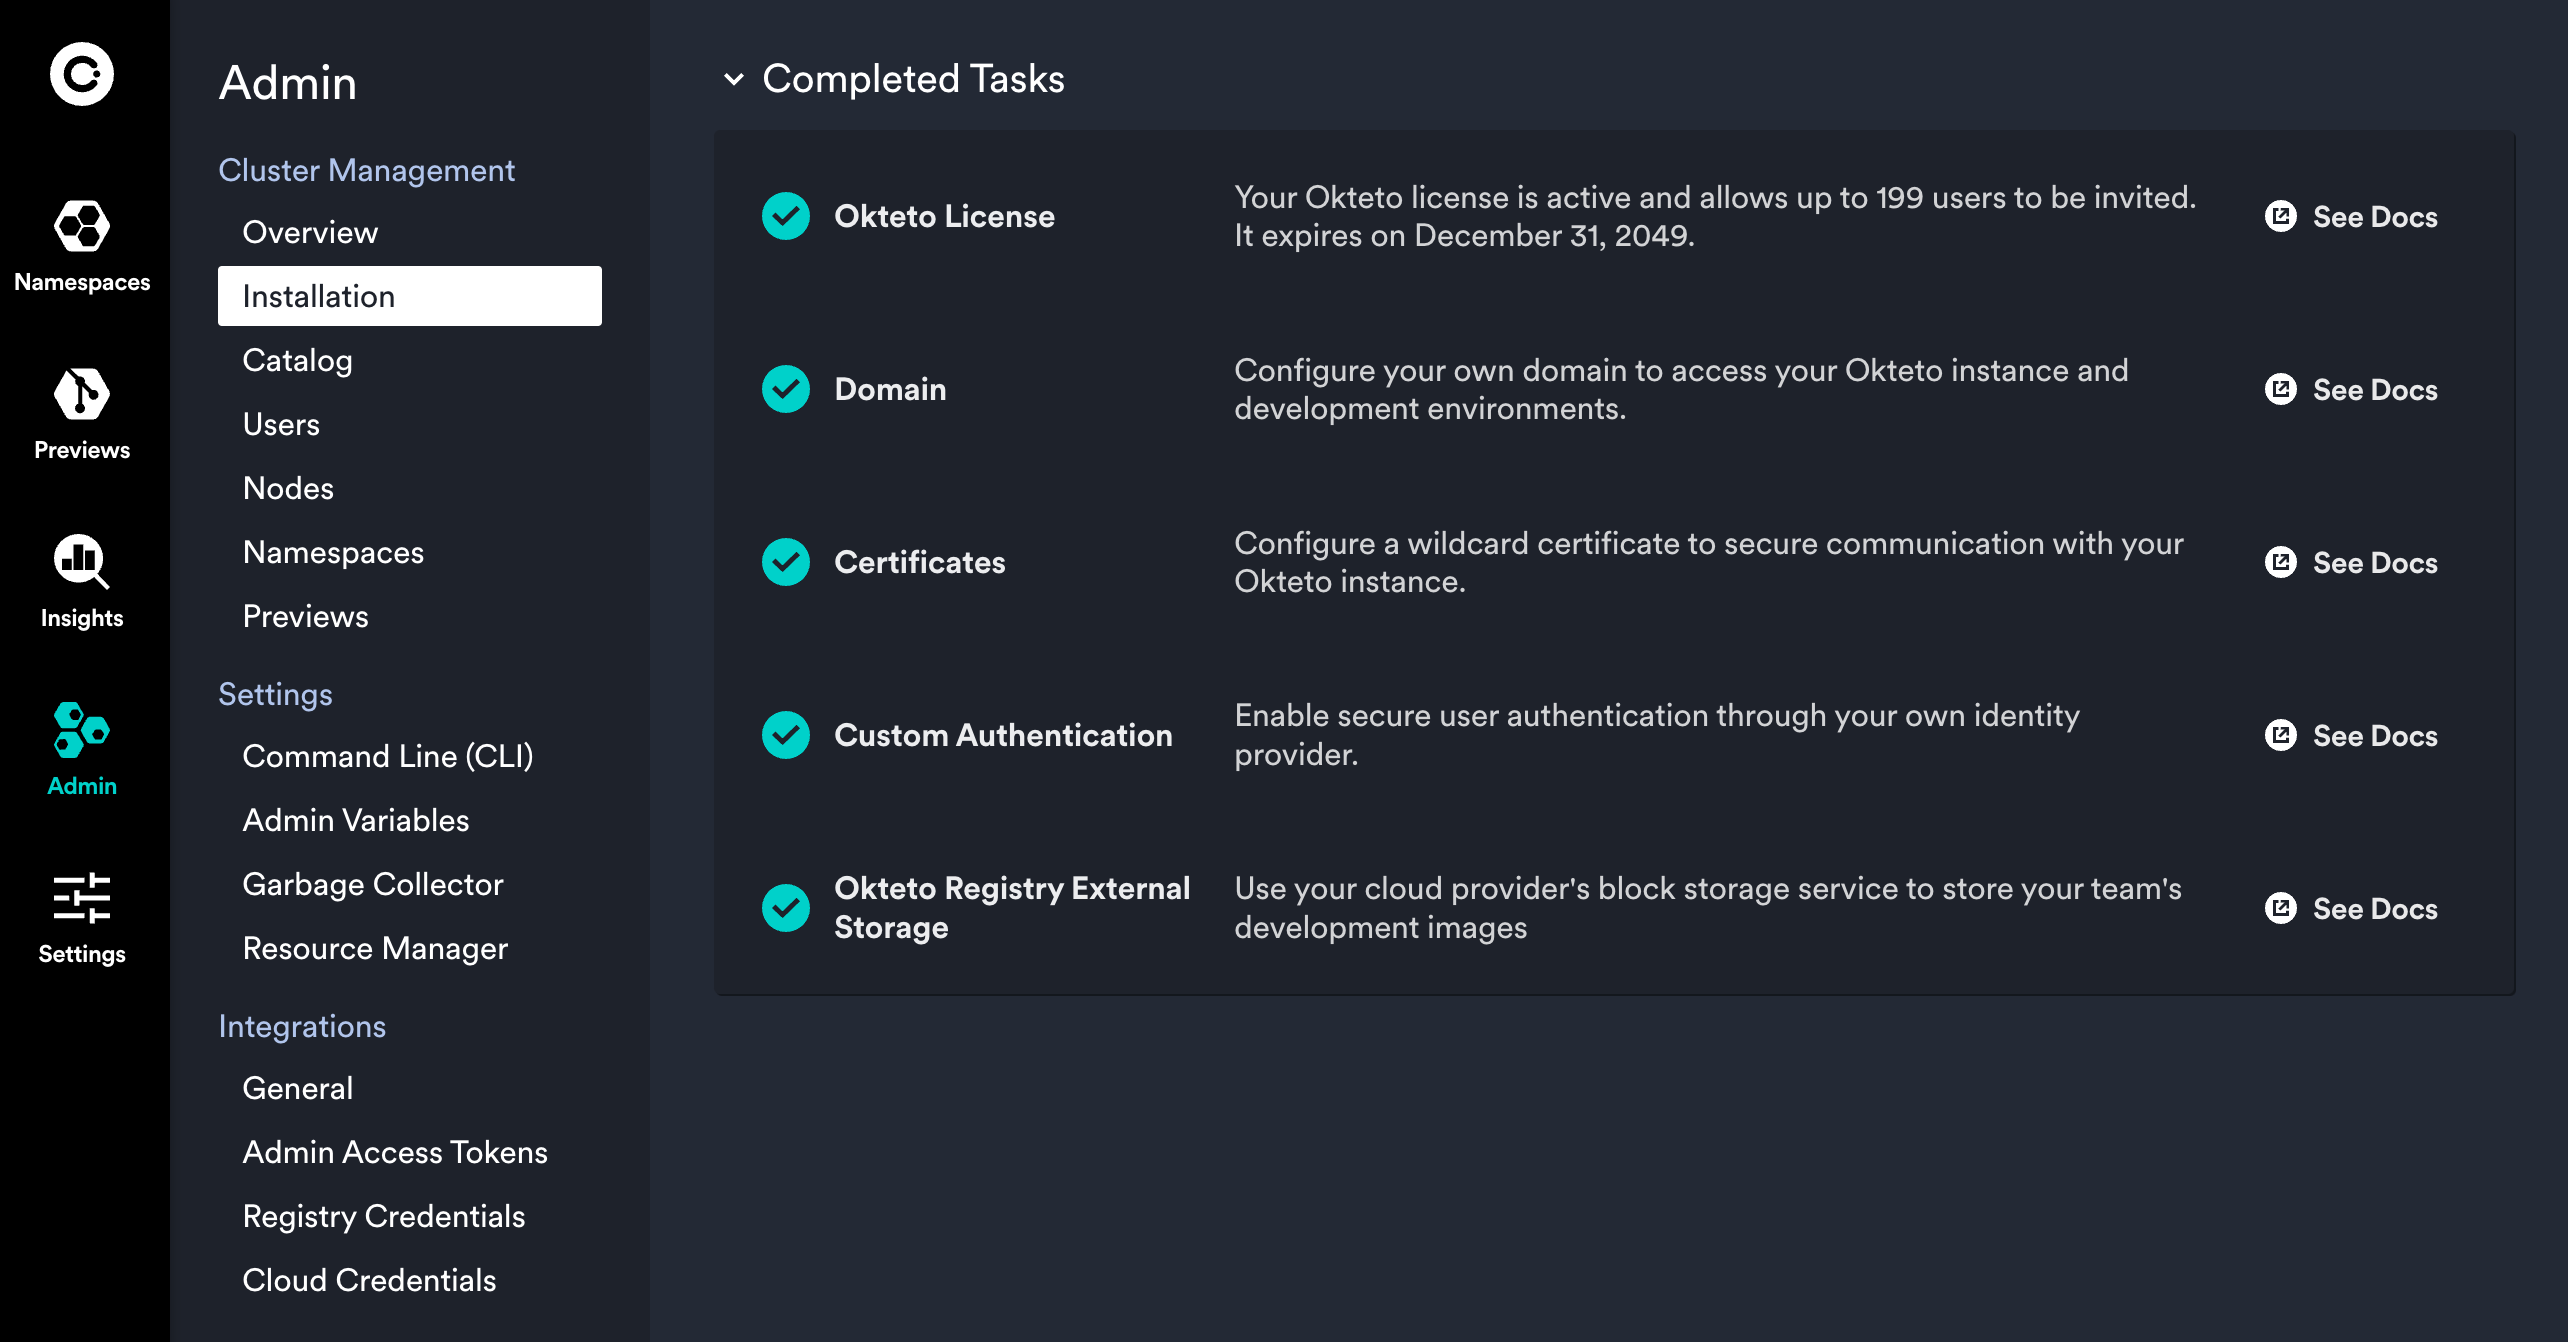 Namespaces
Previews
Insights
Admin
Settings
Admin
Cluster Management
Overview
Installation
Catalog
Users
Nodes
Namespaces
Previews
Settings
Command Line (CLI)
Admin Variables
Garbage Collector
Resource Manager
Integrations
General
Admin Access Tokens
Registry Credentials
Cloud Credentials
Completed Tasks
Okteto License
Your Okteto license is active and allows up to 199 users to be invited.
It expires on December 31, 2049.
See Docs
Domain
Configure your own domain to access your Okteto instance and
development environments.
See Docs
Certificates
Configure a wildcard certificate to secure communication with your
Okteto instance.
See Docs
Custom Authentication
Enable secure user authentication through your own identity
provider.
See Docs
Okteto Registry External
Storage
Use your cloud provider's block storage service to store your team's
development images
See Docs